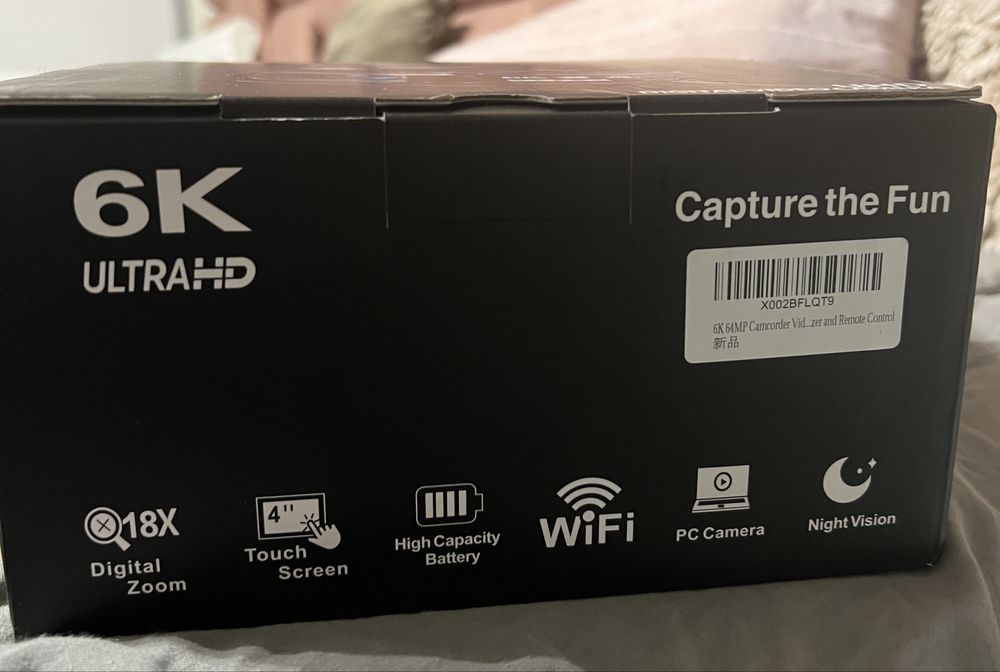 6K
ULTRAHD
Capture the Fun
X002BFLQT9
6K 64MP Camcorder Vid...zer and Remote Control
新品
18X
Digital
Zoom
4''
Touch
Screen
High Capacity
Battery
WiFi
PC Camera
Night Vision